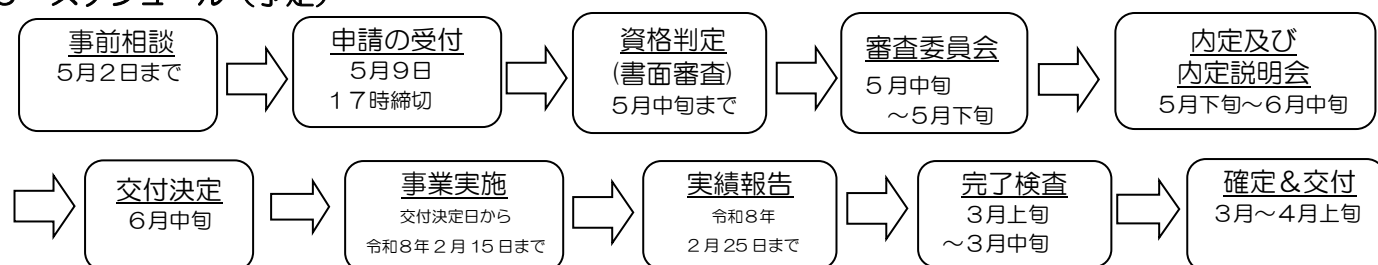 スケジュール（予定）
事前相談
５月２日まで
申請の受付
５月９日
１７時締切
資格判定
(書面審査)
５月中旬まで
審査委員会
５月中旬
～５月下旬
内定及び
内定説明会
５月下旬～６月中旬
交付決定
６月中旬
事業実施
交付決定日から
令和８年２月15日まで
実績報告
令和８年
２月25日まで
完了検査
３月上旬
～３月中旬
確定＆交付
３月～４月上旬